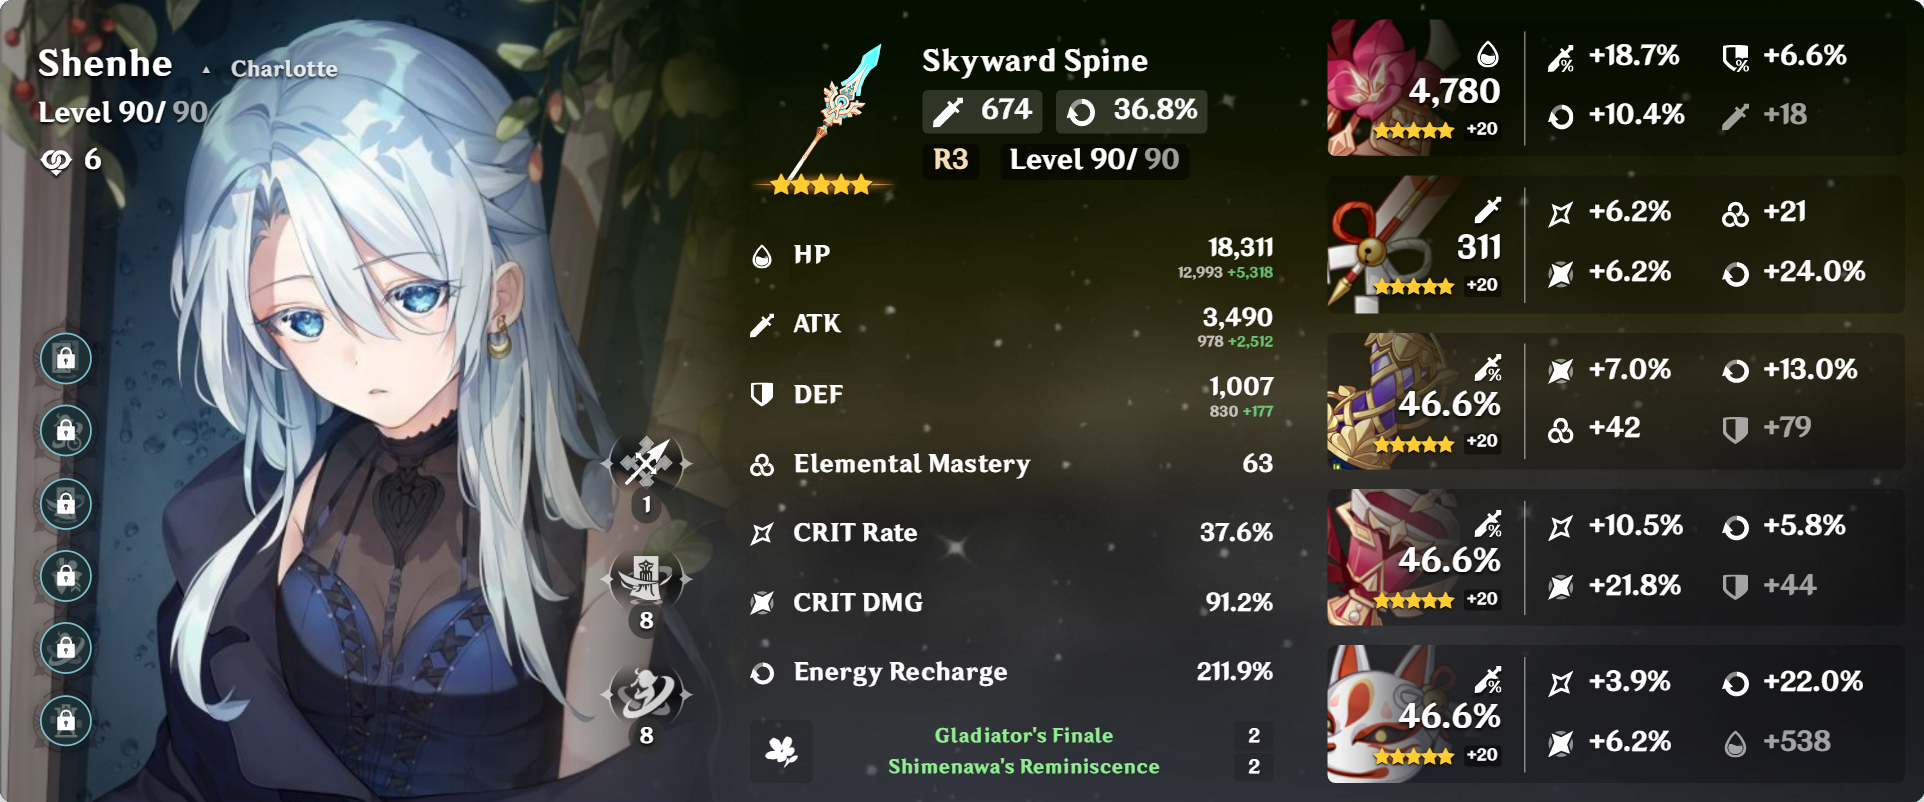 Shenhe ▲ Charlotte
Level 90/ 90
6
1
8
8
Skyward Spine
674 36.8%
R3 Level 90/ 90
HP 18,311
12,993 +5,318
ATK 3,490
978 +2,512
DEF 1,007
830 +177
Elemental Mastery 63
CRIT Rate 37.6%
CRIT DMG 91.2%
Energy Recharge 211.9%
Gladiator's Finale 2
Shimenawa's Reminiscence 2
4,780
+20
+18.7% +6.6%
+10.4% +18
311
+20
+6.2% +21
+6.2% +24.0%
46.6%
+20
+7.0% +13.0%
+42 +79
46.6%
+20
+10.5% +5.8%
+21.8% +44
46.6%
+20
+3.9% +22.0%
+6.2% +538